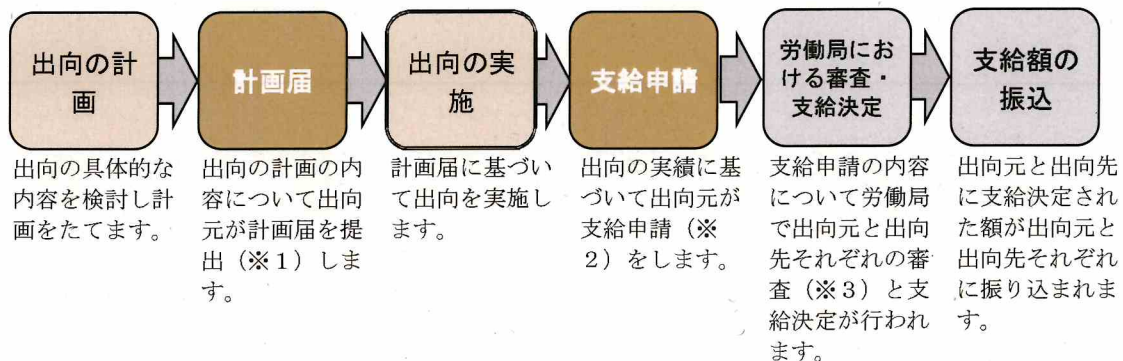 出向の計
画
計画届
出向の実
施
支給申請
労働局にお
ける審査・
支給決定
支給額の
振込
出向の具体的な
内容を検討し計
画をたてます。
出向の計画の内
容について出向
元が計画届を提
出（※１）しま
す。
計画届に基づい
て出向を実施し
ます。
出向の実績に基
づいて出向元が
支給申請（※
２）をします。
支給申請の内容
について労働局
で出向元と出向
先それぞれの審
査（※３）と支
給決定が行われ
ます。
出向元と出向先
に支給決定され
た額が出向元と
出向先それぞれ
に振り込まれま
す。